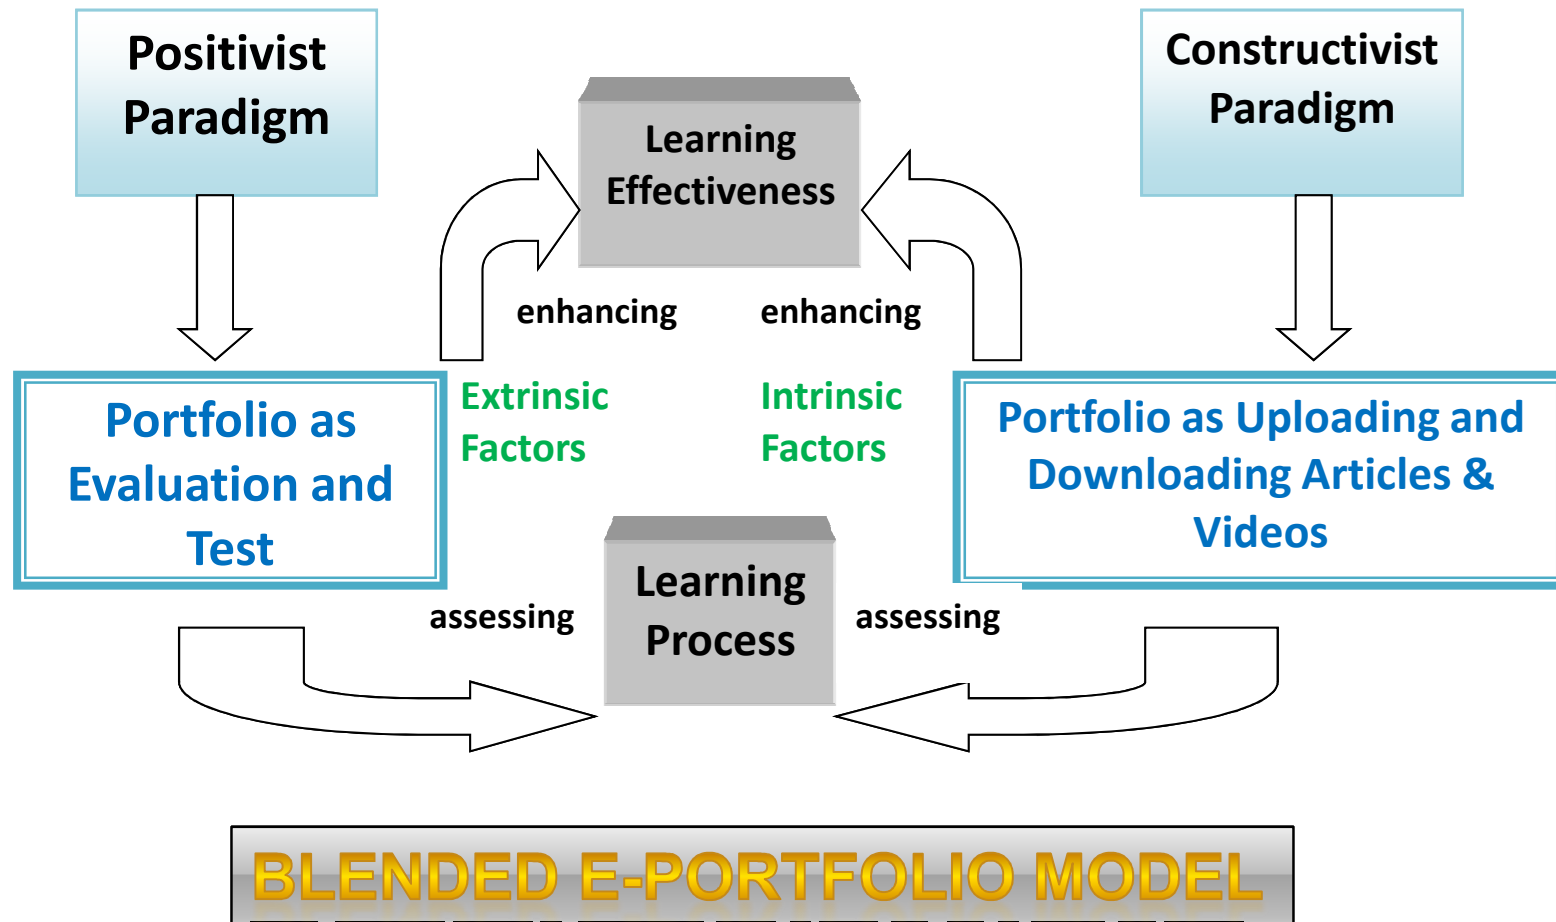 Positivist
Paradigm
Constructivist
Paradigm
Learning
Effectiveness
enhancing
enhancing
Extrinsic
Factors
Intrinsic
Factors
Portfolio as
Evaluation and
Test
Portfolio as Uploading and
Downloading Articles &
Videos
Learning
Process
assessing
assessing
BLENDED E-PORTFOLIO MODEL